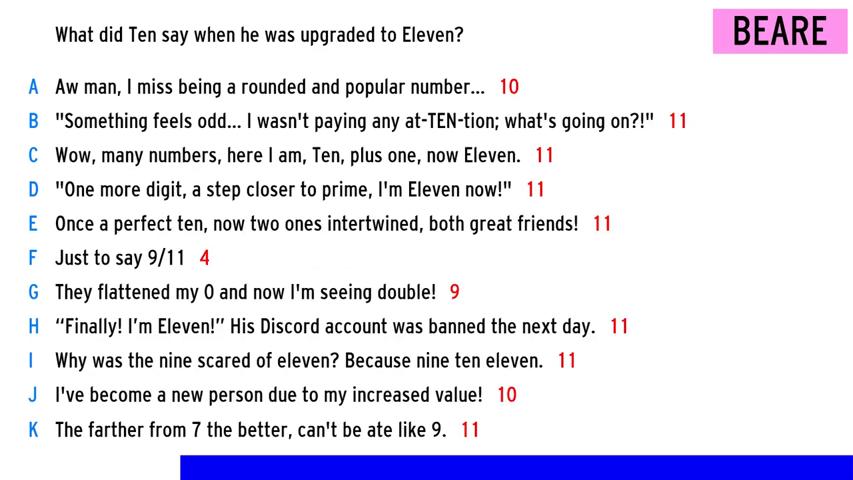 What did Ten say when he was upgraded to Eleven?
BEARE
A Aw man, I miss being a rounded and popular number... 10
B "Something feels odd... I wasn't paying any at-TEN-tion; what's going on?!" 11
C Wow, many numbers, here I am, Ten, plus one, now Eleven. 11
D "One more digit, a step closer to prime, I'm Eleven now!" 11
E Once a perfect ten, now two ones intertwined, both great friends! 11
F Just to say 9/11 4
G They flattened my 0 and now I'm seeing double! 9
H “Finally! I’m Eleven!” His Discord account was banned the next day. 11
I Why was the nine scared of eleven? Because nine ten eleven. 11
J I've become a new person due to my increased value! 10
K The farther from 7 the better, can't be ate like 9. 11